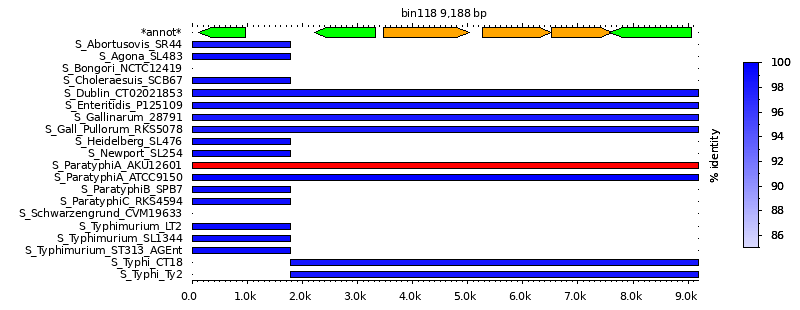 bin118 9,188 bp
*annot*
S_Abortusovis_SR44
S_Agona_SL483
S_Bongori_NCTC12419
S_Choleraesuis_SCB67
S_Dublin_CT02021853
S_Enteritidis_P125109
S_Gallinarum_28791
S_Gall_Pullorum_RKS5078
S_Heidelberg_SL476
S_Newport_SL254
S_ParatyphiA_AKU12601
S_ParatyphiA_ATCC9150
S_ParatyphiB_SPB7
S_ParatyphiC_RKS4594
S_Schwarzengrund_CVM19633
S_Typhimurium_LT2
S_Typhimurium_SL1344
S_Typhimurium_ST313_AGEnt
S_Typhi_CT18
S_Typhi_Ty2
0.0 1.0k 2.0k 3.0k 4.0k 5.0k 6.0k 7.0k 8.0k 9.0k
% identity
100
98
96
94
92
90
88
86